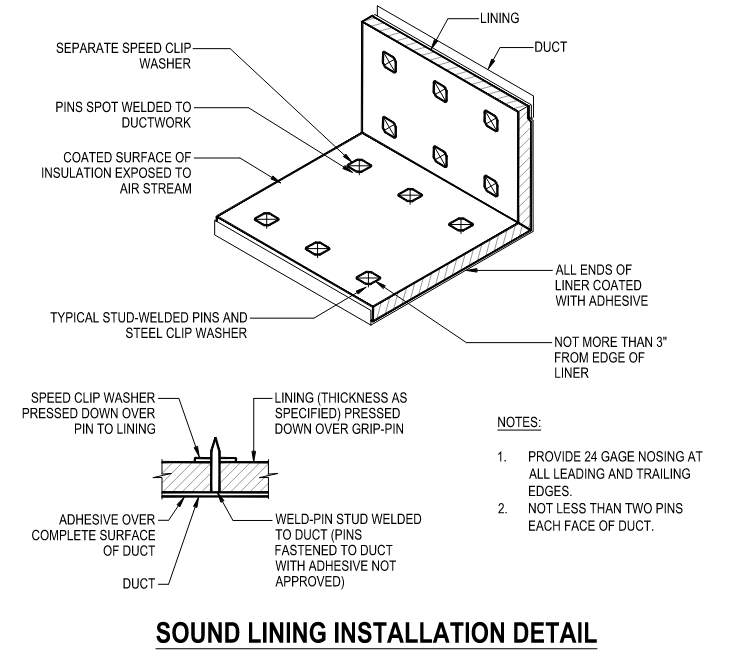 LINING
DUCT
SEPARATE SPEED CLIP
WASHER
PINS SPOT WELDED TO
DUCTWORK
COATED SURFACE OF
INSULATION EXPOSED TO
AIR STREAM
ALL ENDS OF
LINER COATED
WITH ADHESIVE
TYPICAL STUD-WELDED PINS AND
STEEL CLIP WASHER
NOT MORE THAN 3"
FROM EDGE OF
LINER
SPEED CLIP WASHER
PRESSED DOWN OVER
PIN TO LINING
LINING (THICKNESS AS
SPECIFIED) PRESSED
DOWN OVER GRIP-PIN
ADHESIVE OVER
COMPLETE SURFACE
OF DUCT
DUCT
WELD-PIN STUD WELDED
TO DUCT (PINS
FASTENED TO DUCT
WITH ADHESIVE NOT
APPROVED)
NOTES:
1. PROVIDE 24 GAGE NOSING AT
ALL LEADING AND TRAILING
EDGES.
2. NOT LESS THAN TWO PINS
EACH FACE OF DUCT.
SOUND LINING INSTALLATION DETAIL